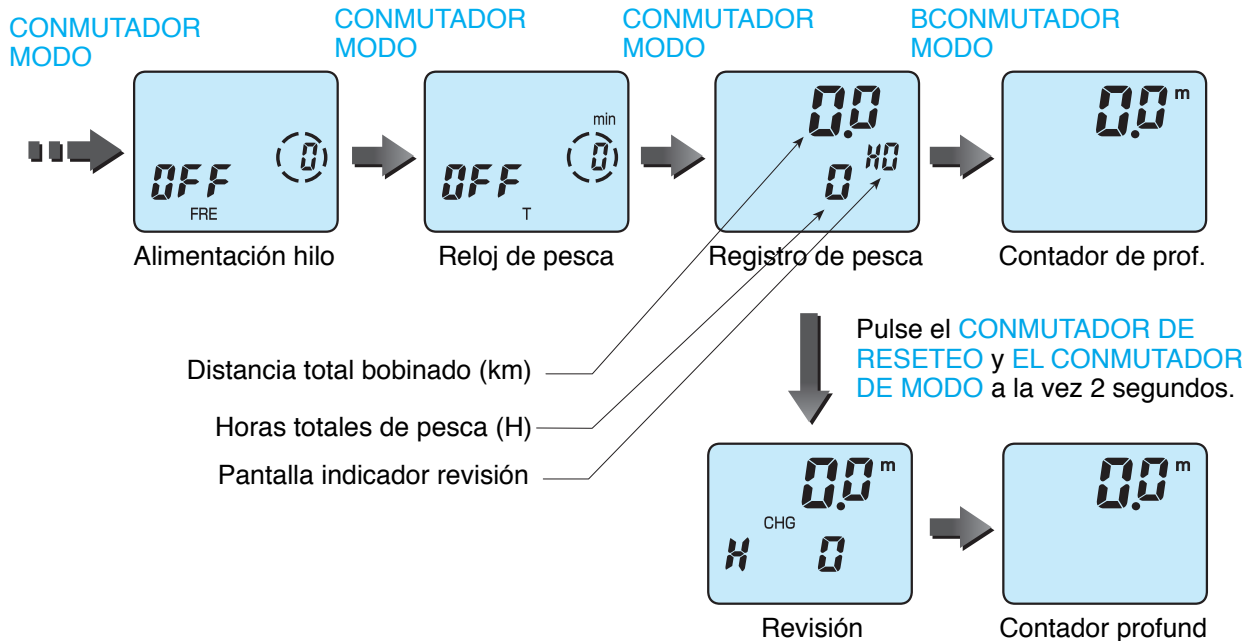 CONMUTADOR
MODO
CONMUTADOR
MODO
CONMUTADOR
MODO
BCONMUTADOR
MODO
OFF
0
FRE
Alimentación hilo
min
OFF
0
T
Reloj de pesca
0.0
0
H0
Registro de pesca
0.0 m
Contador de prof.
Distancia total bobinado (km)
Horas totales de pesca (H)
Pantalla indicador revisión
Pulse el CONMUTADOR DE
RESETEO y EL CONMUTADOR
DE MODO a la vez 2 segundos.
0.0 m
CHG
H 0
Revisión
0.0 m
Contador profund